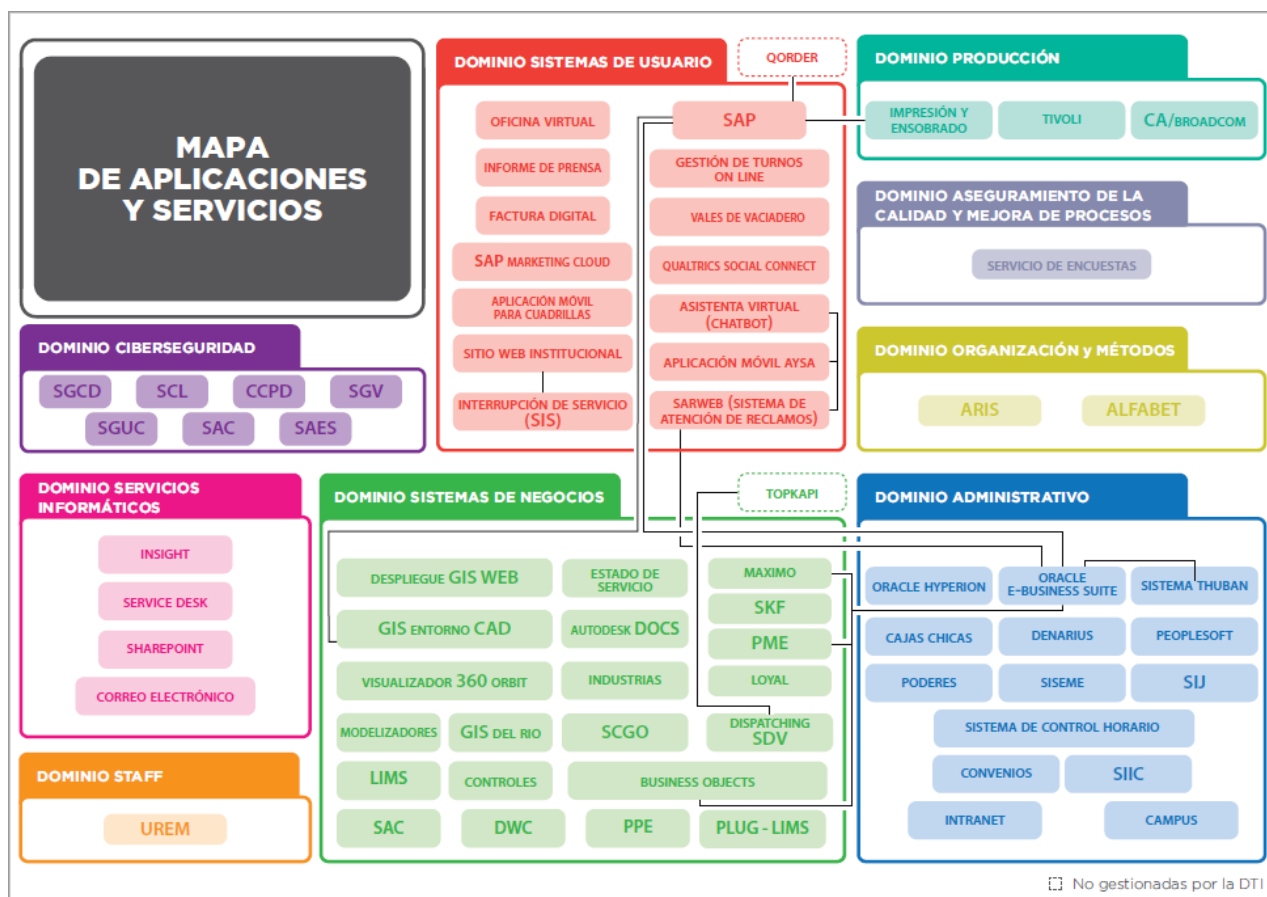 MAPA
DE APLICACIONES
Y SERVICIOS
DOMINIO SISTEMAS DE USUARIO
QORDER
OFICINA VIRTUAL
SAP
INFORME DE PRENSA
GESTIÓN DE TURNOS
ON LINE
FACTURA DIGITAL
VALES DE VACIADERO
SAP MARKETING CLOUD
QUALTRICS SOCIAL CONNECT
APLICACIÓN MÓVIL
PARA CUADRILLAS
ASISTENTA VIRTUAL
(CHATBOT)
SITIO WEB INSTITUCIONAL
APLICACIÓN MÓVIL AYSA
INTERRUPCIÓN DE SERVICIO
(SIS)
SARWEB (SISTEMA DE
ATENCIÓN DE RECLAMOS)
DOMINIO PRODUCCIÓN
IMPRESIÓN Y
ENSOBRADO
TIVOLI
CA/BROADCOM
DOMINIO ASEGURAMIENTO DE LA
CALIDAD Y MEJORA DE PROCESOS
SERVICIO DE ENCUESTAS
DOMINIO CIBERSEGURIDAD
SGCD
SCL
CCPD
SGV
SGUC
SAC
SAES
DOMINIO ORGANIZACIÓN y MÉTODOS
ARIS
ALFABET
DOMINIO SERVICIOS
INFORMÁTICOS
INSIGHT
SERVICE DESK
SHAREPOINT
CORREO ELECTRÓNICO
DOMINIO STAFF
UREM
DOMINIO SISTEMAS DE NEGOCIOS
TOPKAPI
DESPLIEGUE GIS WEB
ESTADO DE
SERVICIO
MAXIMO
SKF
GIS ENTORNO CAD
AUTODESK DOCS
PME
VISUALIZADOR 360 ORBIT
INDUSTRIAS
LOYAL
MODELIZADORES
GIS DEL RIO
SCGO
DISPATCHING
SDV
LIMS
CONTROLES
BUSINESS OBJECTS
SAC
DWC
PPE
PLUG - LIMS
DOMINIO ADMINISTRATIVO
ORACLE HYPERION
ORACLE
E-BUSINESS SUITE
SISTEMA THUBAN
CAJAS CHICAS
DENARIUS
PEOPLESOFT
PODERES
SISEME
SIJ
SISTEMA DE CONTROL HORARIO
CONVENIOS
SIIC
INTRANET
CAMPUS
No gestionadas por la DTI